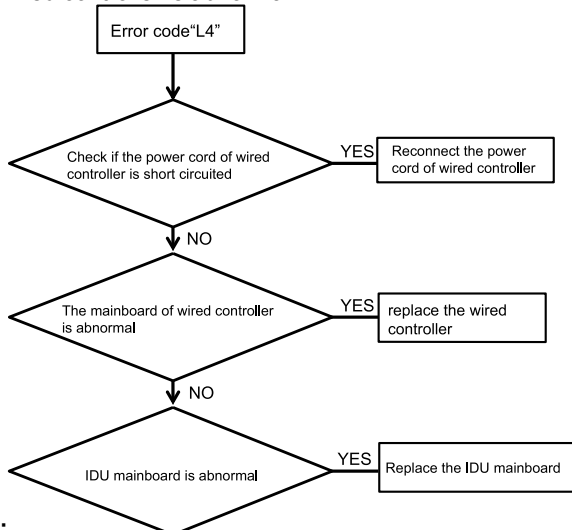 Error code“L4”
Check if the power cord of wired
controller is short circuited
YES
Reconnect the power
cord of wired controller
NO
The mainboard of wired controller
is abnormal
YES
replace the wired
controller
NO
IDU mainboard is abnormal
YES
Replace the IDU mainboard